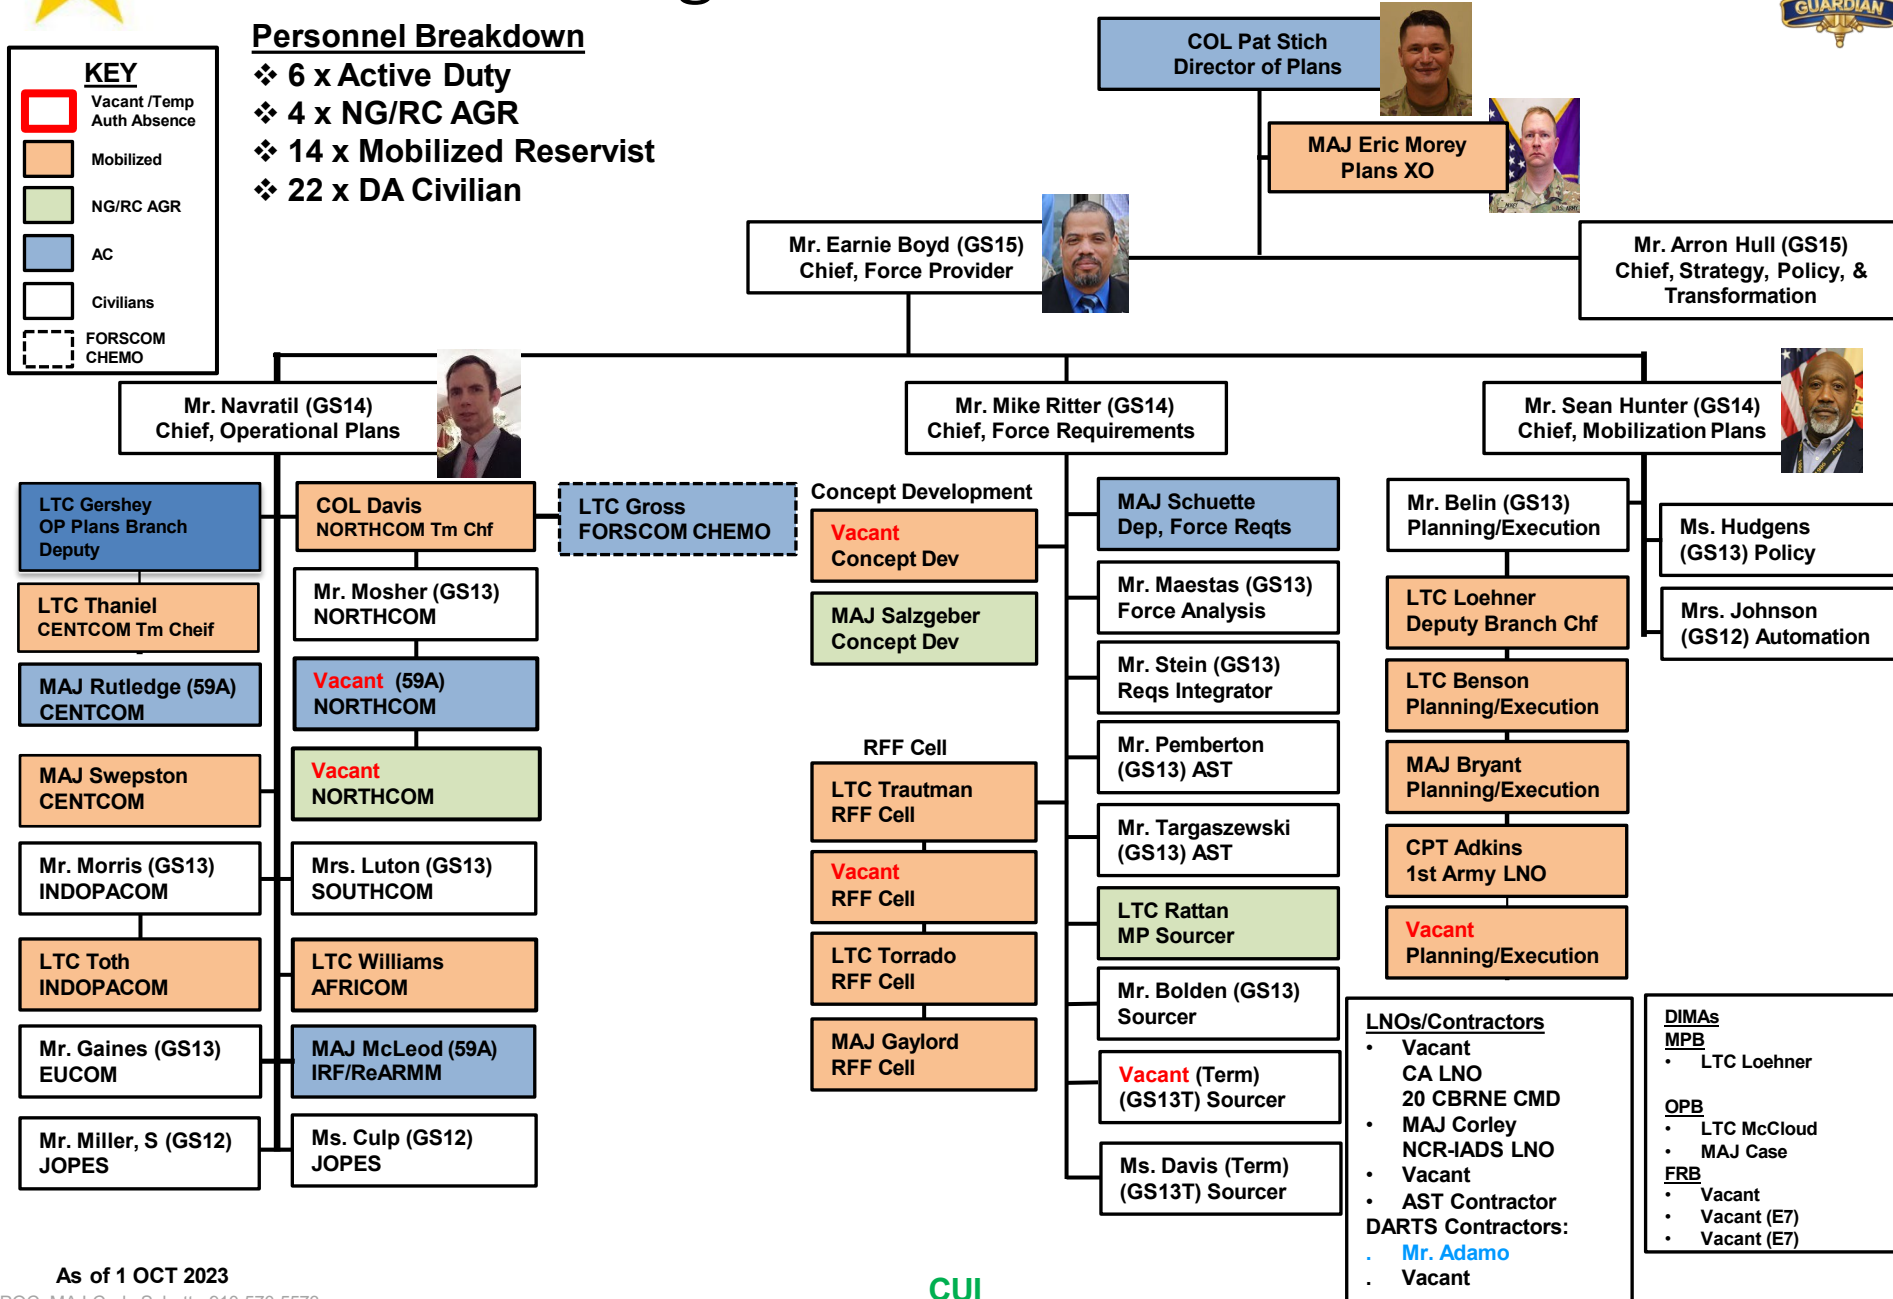 GUARDIAN
Personnel Breakdown
❖ 6 x Active Duty
❖ 4 x NG/RC AGR
❖ 14 x Mobilized Reservist
❖ 22 x DA Civilian
KEY
Vacant /Temp
Auth Absence
Mobilized
NG/RC AGR
AC
Civilians
FORSCOM
CHEMO
COL Pat Stich
Director of Plans
MAJ Eric Morey
Plans XO
Mr. Earnie Boyd (GS15)
Chief, Force Provider
Mr. Arron Hull (GS15)
Chief, Strategy, Policy, &
Transformation
Mr. Navratil (GS14)
Chief, Operational Plans
Mr. Mike Ritter (GS14)
Chief, Force Requirements
Mr. Sean Hunter (GS14)
Chief, Mobilization Plans
LTC Gershey
OP Plans Branch
Deputy
LTC Thaniel
CENTCOM Tm Cheif
MAJ Rutledge (59A)
CENTCOM
MAJ Swepston
CENTCOM
Mr. Morris (GS13)
INDOPACOM
LTC Toth
INDOPACOM
Mr. Gaines (GS13)
EUCOM
Mr. Miller, S (GS12)
JOPES
COL Davis
NORTHCOM Tm Chf
Mr. Mosher (GS13)
NORTHCOM
Vacant (59A)
NORTHCOM
Vacant
NORTHCOM
Mrs. Luton (GS13)
SOUTHCOM
LTC Williams
AFRICOM
MAJ McLeod (59A)
IRF/ReARMM
Ms. Culp (GS12)
JOPES
LTC Gross
FORSCOM CHEMO
Concept Development
Vacant
Concept Dev
MAJ Salzgeber
Concept Dev
RFF Cell
LTC Trautman
RFF Cell
Vacant
RFF Cell
LTC Torrado
RFF Cell
MAJ Gaylord
RFF Cell
MAJ Schuette
Dep, Force Reqts
Mr. Maestas (GS13)
Force Analysis
Mr. Stein (GS13)
Reqs Integrator
Mr. Pemberton
(GS13) AST
Mr. Targaszewski
(GS13) AST
LTC Rattan
MP Sourcer
Mr. Bolden (GS13)
Sourcer
Vacant (Term)
(GS13T) Sourcer
Ms. Davis (Term)
(GS13T) Sourcer
Mr. Belin (GS13)
Planning/Execution
LTC Loehner
Deputy Branch Chf
LTC Benson
Planning/Execution
MAJ Bryant
Planning/Execution
CPT Adkins
1st Army LNO
Vacant
Planning/Execution
Ms. Hudgens
(GS13) Policy
Mrs. Johnson
(GS12) Automation
LNOs/Contractors
• Vacant
CA LNO
20 CBRNE CMD
• MAJ Corley
NCR-IADS LNO
• Vacant
• AST Contractor
DARTS Contractors:
. Mr. Adamo
. Vacant
DIMAs
MPB
• LTC Loehner
OPB
• LTC McCloud
• MAJ Case
FRB
• Vacant
• Vacant (E7)
• Vacant (E7)
As of 1 OCT 2023
CUI